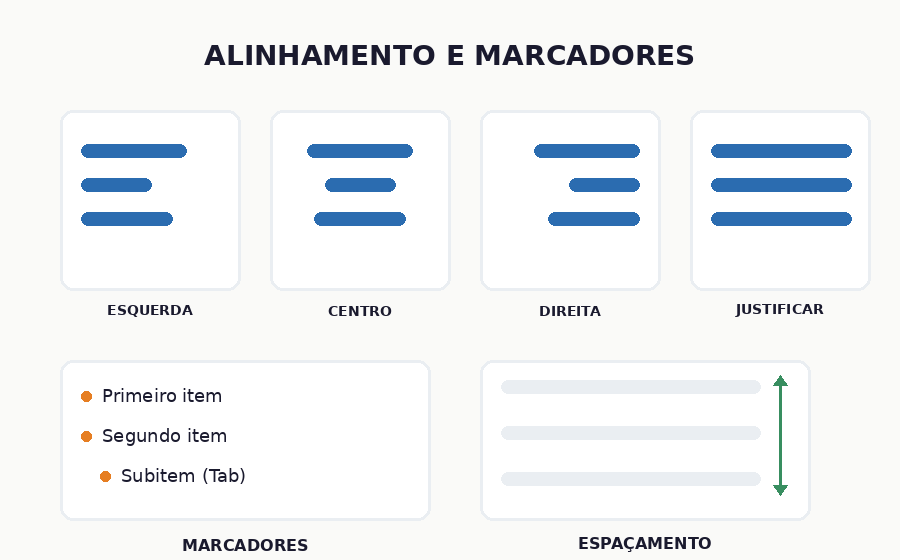 ALINHAMENTO E MARCADORES
ESQUERDA
CENTRO
DIREITA
JUSTIFICAR
Primeiro item
Segundo item
Subitem (Tab)
MARCADORES
ESPAÇAMENTO